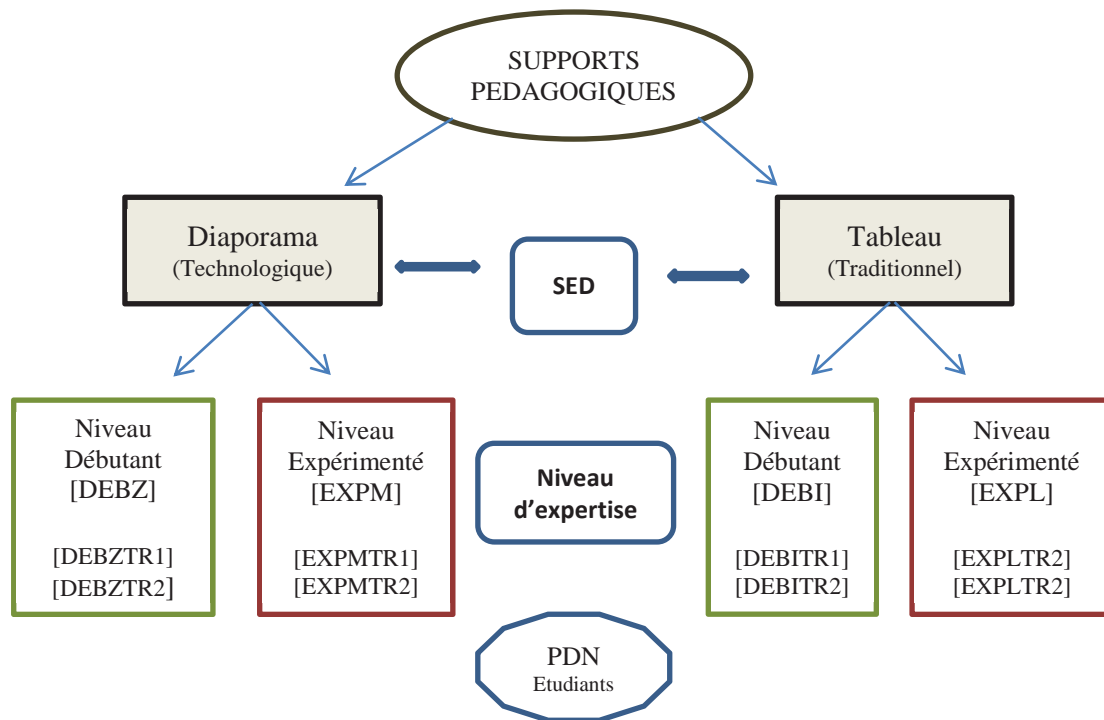 SUPPORTS
PEDAGOGIQUES
Diaporama
(Technologique)
SED
Tableau
(Traditionnel)
Niveau
Débutant
[DEBZ]
[DEBZTR1]
[DEBZTR2]
Niveau
Expérimenté
[EXPM]
[EXPMTR1]
[EXPMTR2]
Niveau
d'expertise
Niveau
Débutant
[DEBI]
[DEBITR1]
[DEBITR2]
Niveau
Expérimenté
[EXPL]
[EXPLTR2]
[EXPLTR2]
PDN
Etudiants